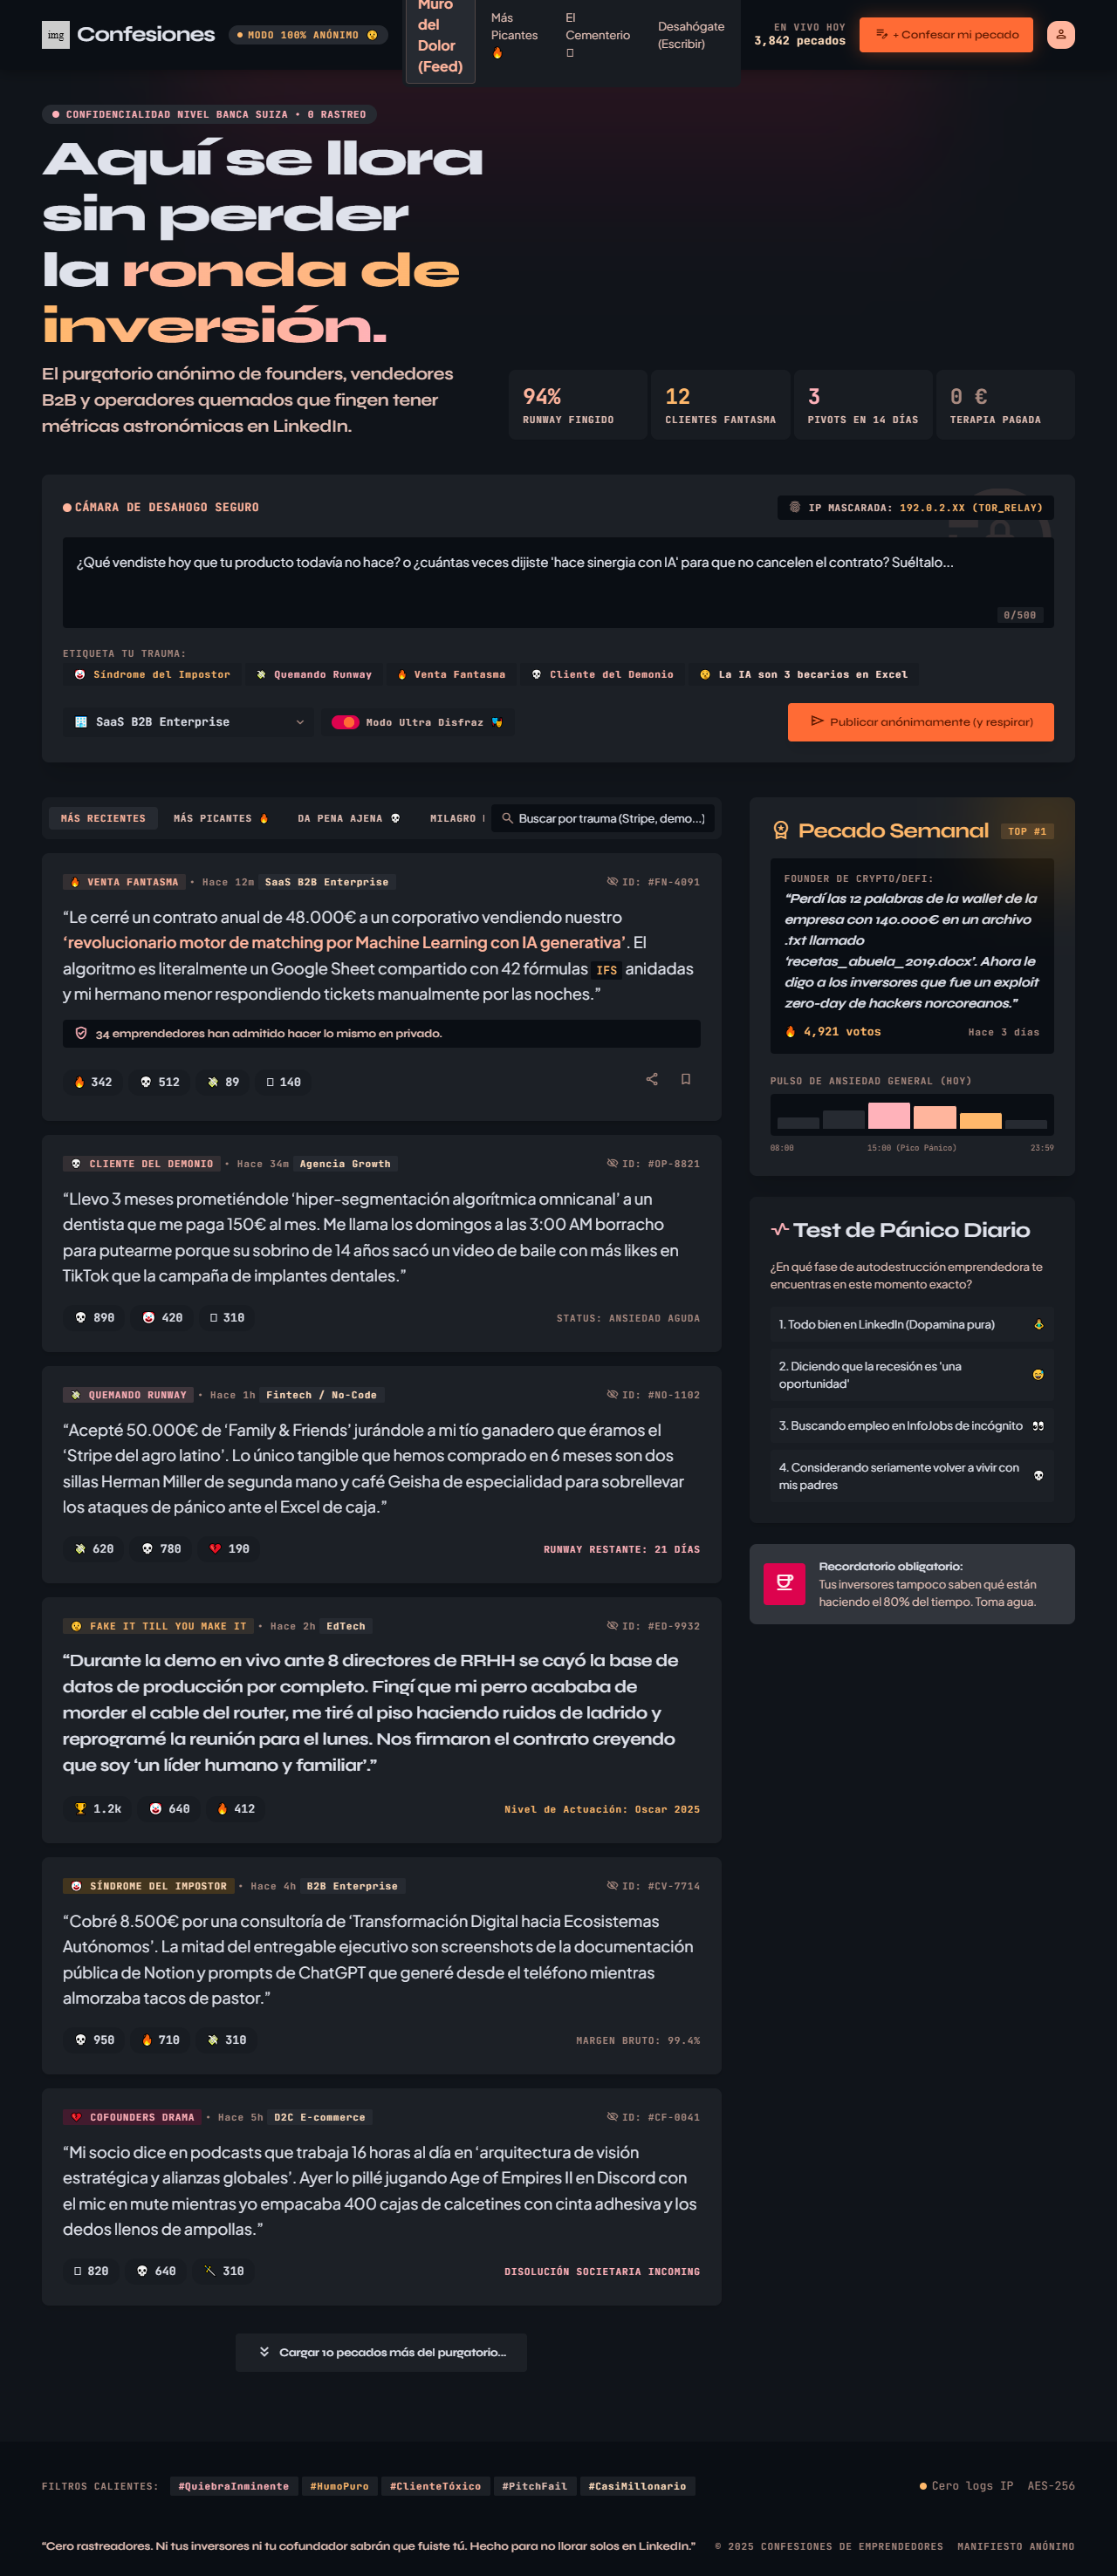 img
Confesiones
MODO 100% ANÓNIMO 🤫
Muro
del
Dolor
(Feed)
Más
Picantes
🔥
El
Cementerio
Desahógate
(Escribir)
EN VIVO HOY
3,842 pecados
+ Confesar mi pecado
CONFIDENCIALIDAD NIVEL BANCA SUIZA • 0 RASTREO
Aquí se llora
sin perder
la ronda de
inversión.
El purgatorio anónimo de founders, vendedores
B2B y operadores quemados que fingen tener
métricas astronómicas en LinkedIn.
94%
RUNWAY FINGIDO
12
CLIENTES FANTASMA
3
PIVOTS EN 14 DÍAS
0 €
TERAPIA PAGADA
CÁMARA DE DESAHOGO SEGURO
IP MASCARADA: 192.0.2.XX (TOR_RELAY)
¿Qué vendiste hoy que tu producto todavía no hace? o ¿cuántas veces dijiste 'hace sinergia con IA' para que no cancelen el contrato? Suéltalo...
0/500
ETIQUETA TU TRAUMA:
🤡 Síndrome del Impostor
💸 Quemando Runway
🔥 Venta Fantasma
💀 Cliente del Demonio
🤫 La IA son 3 becarios en Excel
🏢 SaaS B2B Enterprise
Modo Ultra Disfraz 🎭
Publicar anónimamente (y respirar)
MÁS RECIENTES
MÁS PICANTES 🔥
DA PENA AJENA 💀
MILAGRO
Buscar por trauma (Stripe, demo...)
🔥 VENTA FANTASMA • Hace 12m SaaS B2B Enterprise
ID: #FN-4091
“Le cerré un contrato anual de 48.000€ a un corporativo vendiendo nuestro
‘revolucionario motor de matching por Machine Learning con IA generativa’. El
algoritmo es literalmente un Google Sheet compartido con 42 fórmulas IFS anidadas
y mi hermano menor respondiendo tickets manualmente por las noches.”
34 emprendedores han admitido hacer lo mismo en privado.
🔥 342
💀 512
💸 89
140
💀 CLIENTE DEL DEMONIO • Hace 34m Agencia Growth
ID: #OP-8821
“Llevo 3 meses prometiéndole ‘hiper-segmentación algorítmica omnicanal’ a un
dentista que me paga 150€ al mes. Me llama los domingos a las 3:00 AM borracho
para putearme porque su sobrino de 14 años sacó un video de baile con más likes en
TikTok que la campaña de implantes dentales.”
💀 890
🤡 420
310
STATUS: ANSIEDAD AGUDA
💸 QUEMANDO RUNWAY • Hace 1h Fintech / No-Code
ID: #NO-1102
“Acepté 50.000€ de ‘Family & Friends’ jurándole a mi tío ganadero que éramos el
‘Stripe del agro latino’. Lo único tangible que hemos comprado en 6 meses son dos
sillas Herman Miller de segunda mano y café Geisha de especialidad para sobrellevar
los ataques de pánico ante el Excel de caja.”
💸 620
💀 780
💔 190
RUNWAY RESTANTE: 21 DÍAS
🤫 FAKE IT TILL YOU MAKE IT • Hace 2h EdTech
ID: #ED-9932
“Durante la demo en vivo ante 8 directores de RRHH se cayó la base de
datos de producción por completo. Fingí que mi perro acababa de
morder el cable del router, me tiré al piso haciendo ruidos de ladrido y
reprogramé la reunión para el lunes. Nos firmaron el contrato creyendo
que soy ‘un líder humano y familiar’.”
🏆 1.2k
🤡 640
🔥 412
Nivel de Actuación: Oscar 2025
🤡 SÍNDROME DEL IMPOSTOR • Hace 4h B2B Enterprise
ID: #CV-7714
“Cobré 8.500€ por una consultoría de ‘Transformación Digital hacia Ecosistemas
Autónomos’. La mitad del entregable ejecutivo son screenshots de la documentación
pública de Notion y prompts de ChatGPT que generé desde el teléfono mientras
almorzaba tacos de pastor.”
💀 950
🔥 710
💸 310
MARGEN BRUTO: 99.4%
💔 COFOUNDERS DRAMA • Hace 5h D2C E-commerce
ID: #CF-0041
“Mi socio dice en podcasts que trabaja 16 horas al día en ‘arquitectura de visión
estratégica y alianzas globales’. Ayer lo pillé jugando Age of Empires II en Discord con
el mic en mute mientras yo empacaba 400 cajas de calcetines con cinta adhesiva y los
dedos llenos de ampollas.”
820
💀 640
310
DISOLUCIÓN SOCIETARIA INCOMING
Cargar 10 pecados más del purgatorio...
Pecado Semanal
TOP #1
FOUNDER DE CRYPTO/DEFI:
“Perdí las 12 palabras de la wallet de la
empresa con 140.000€ en un archivo
.txt llamado
‘recetas_abuela_2019.docx’. Ahora le
digo a los inversores que fue un exploit
zero-day de hackers norcoreanos.”
🔥 4,921 votos
Hace 3 días
PULSO DE ANSIEDAD GENERAL (HOY)
08:00
15:00 (Pico Pánico)
23:59
Test de Pánico Diario
¿En qué fase de autodestrucción emprendedora te
encuentras en este momento exacto?
1. Todo bien en LinkedIn (Dopamina pura)
2. Diciendo que la recesión es 'una
oportunidad'
😅
3. Buscando empleo en InfoJobs de incógnito 👀
4. Considerando seriamente volver a vivir con
mis padres
💀
Recordatorio obligatorio:
Tus inversores tampoco saben qué están
haciendo el 80% del tiempo. Toma agua.
FILTROS CALIENTES:
#QuiebraInminente
#HumoPuro
#ClienteTóxico
#PitchFail
#CasiMillonario
Cero logs IP
AES-256
"Cero rastreadores. Ni tus inversores ni tu cofundador sabrán que fuiste tú. Hecho para no llorar solos en LinkedIn."
© 2025 CONFESIONES DE EMPRENDEDORES
MANIFIESTO ANÓNIMO